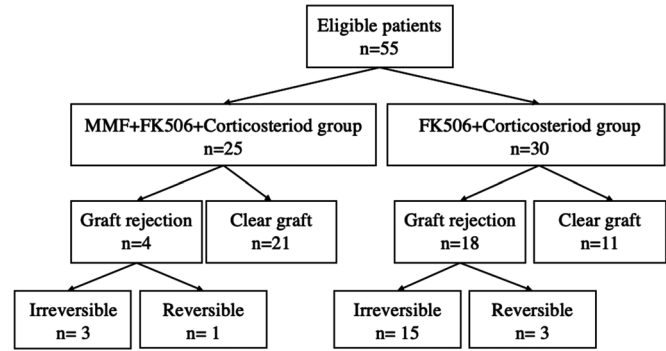 Eligible patients
n=55
MMF+FK506+Corticosteriod group
n=25
FK506+Corticosteriod group
n=30
Graft rejection
n=4
Clear graft
n=21
Graft rejection
n=18
Clear graft
n=11
Irreversible
n= 3
Reversible
n= 1
Irreversible
n= 15
Reversible
n= 3